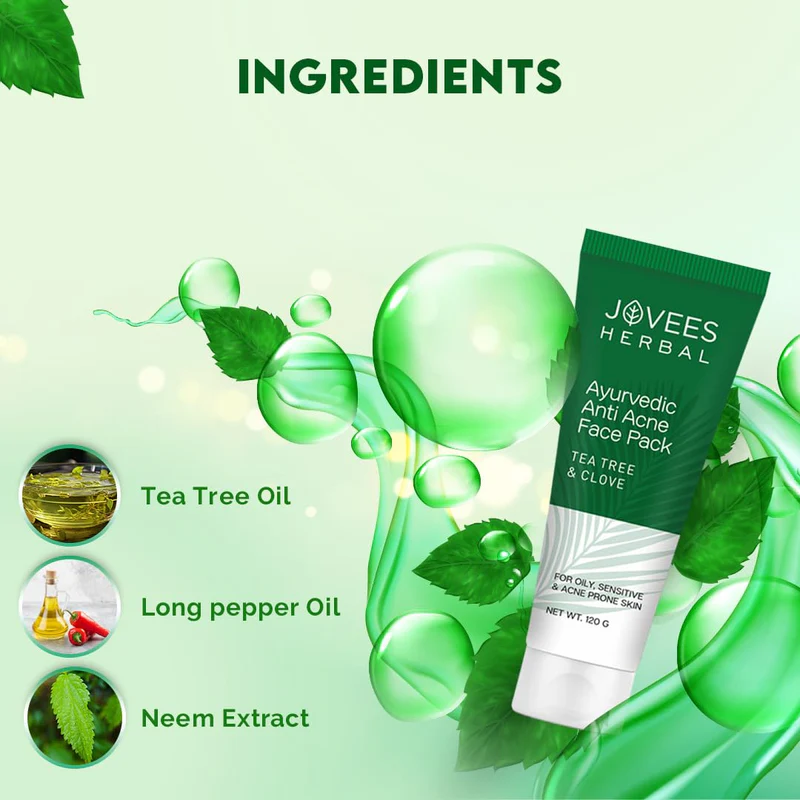 INGREDIENTS
JOVEES
HERBAL
Ayurvedic
Anti Acne
Face Pack
TEA TREE
& CLOVE
FOR OILY, SENSITIVE
& ACNE PRONE SKIN
NET WT. 120 G
Tea Tree Oil
Long pepper Oil
Neem Extract